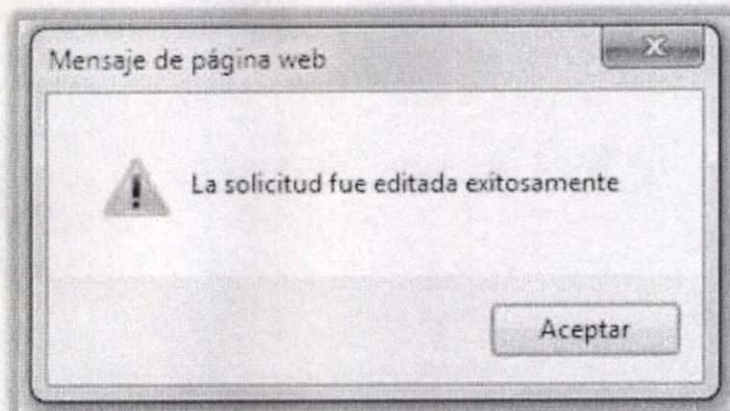 Mensaje de página web
La solicitud fue editada exitosamente
Aceptar